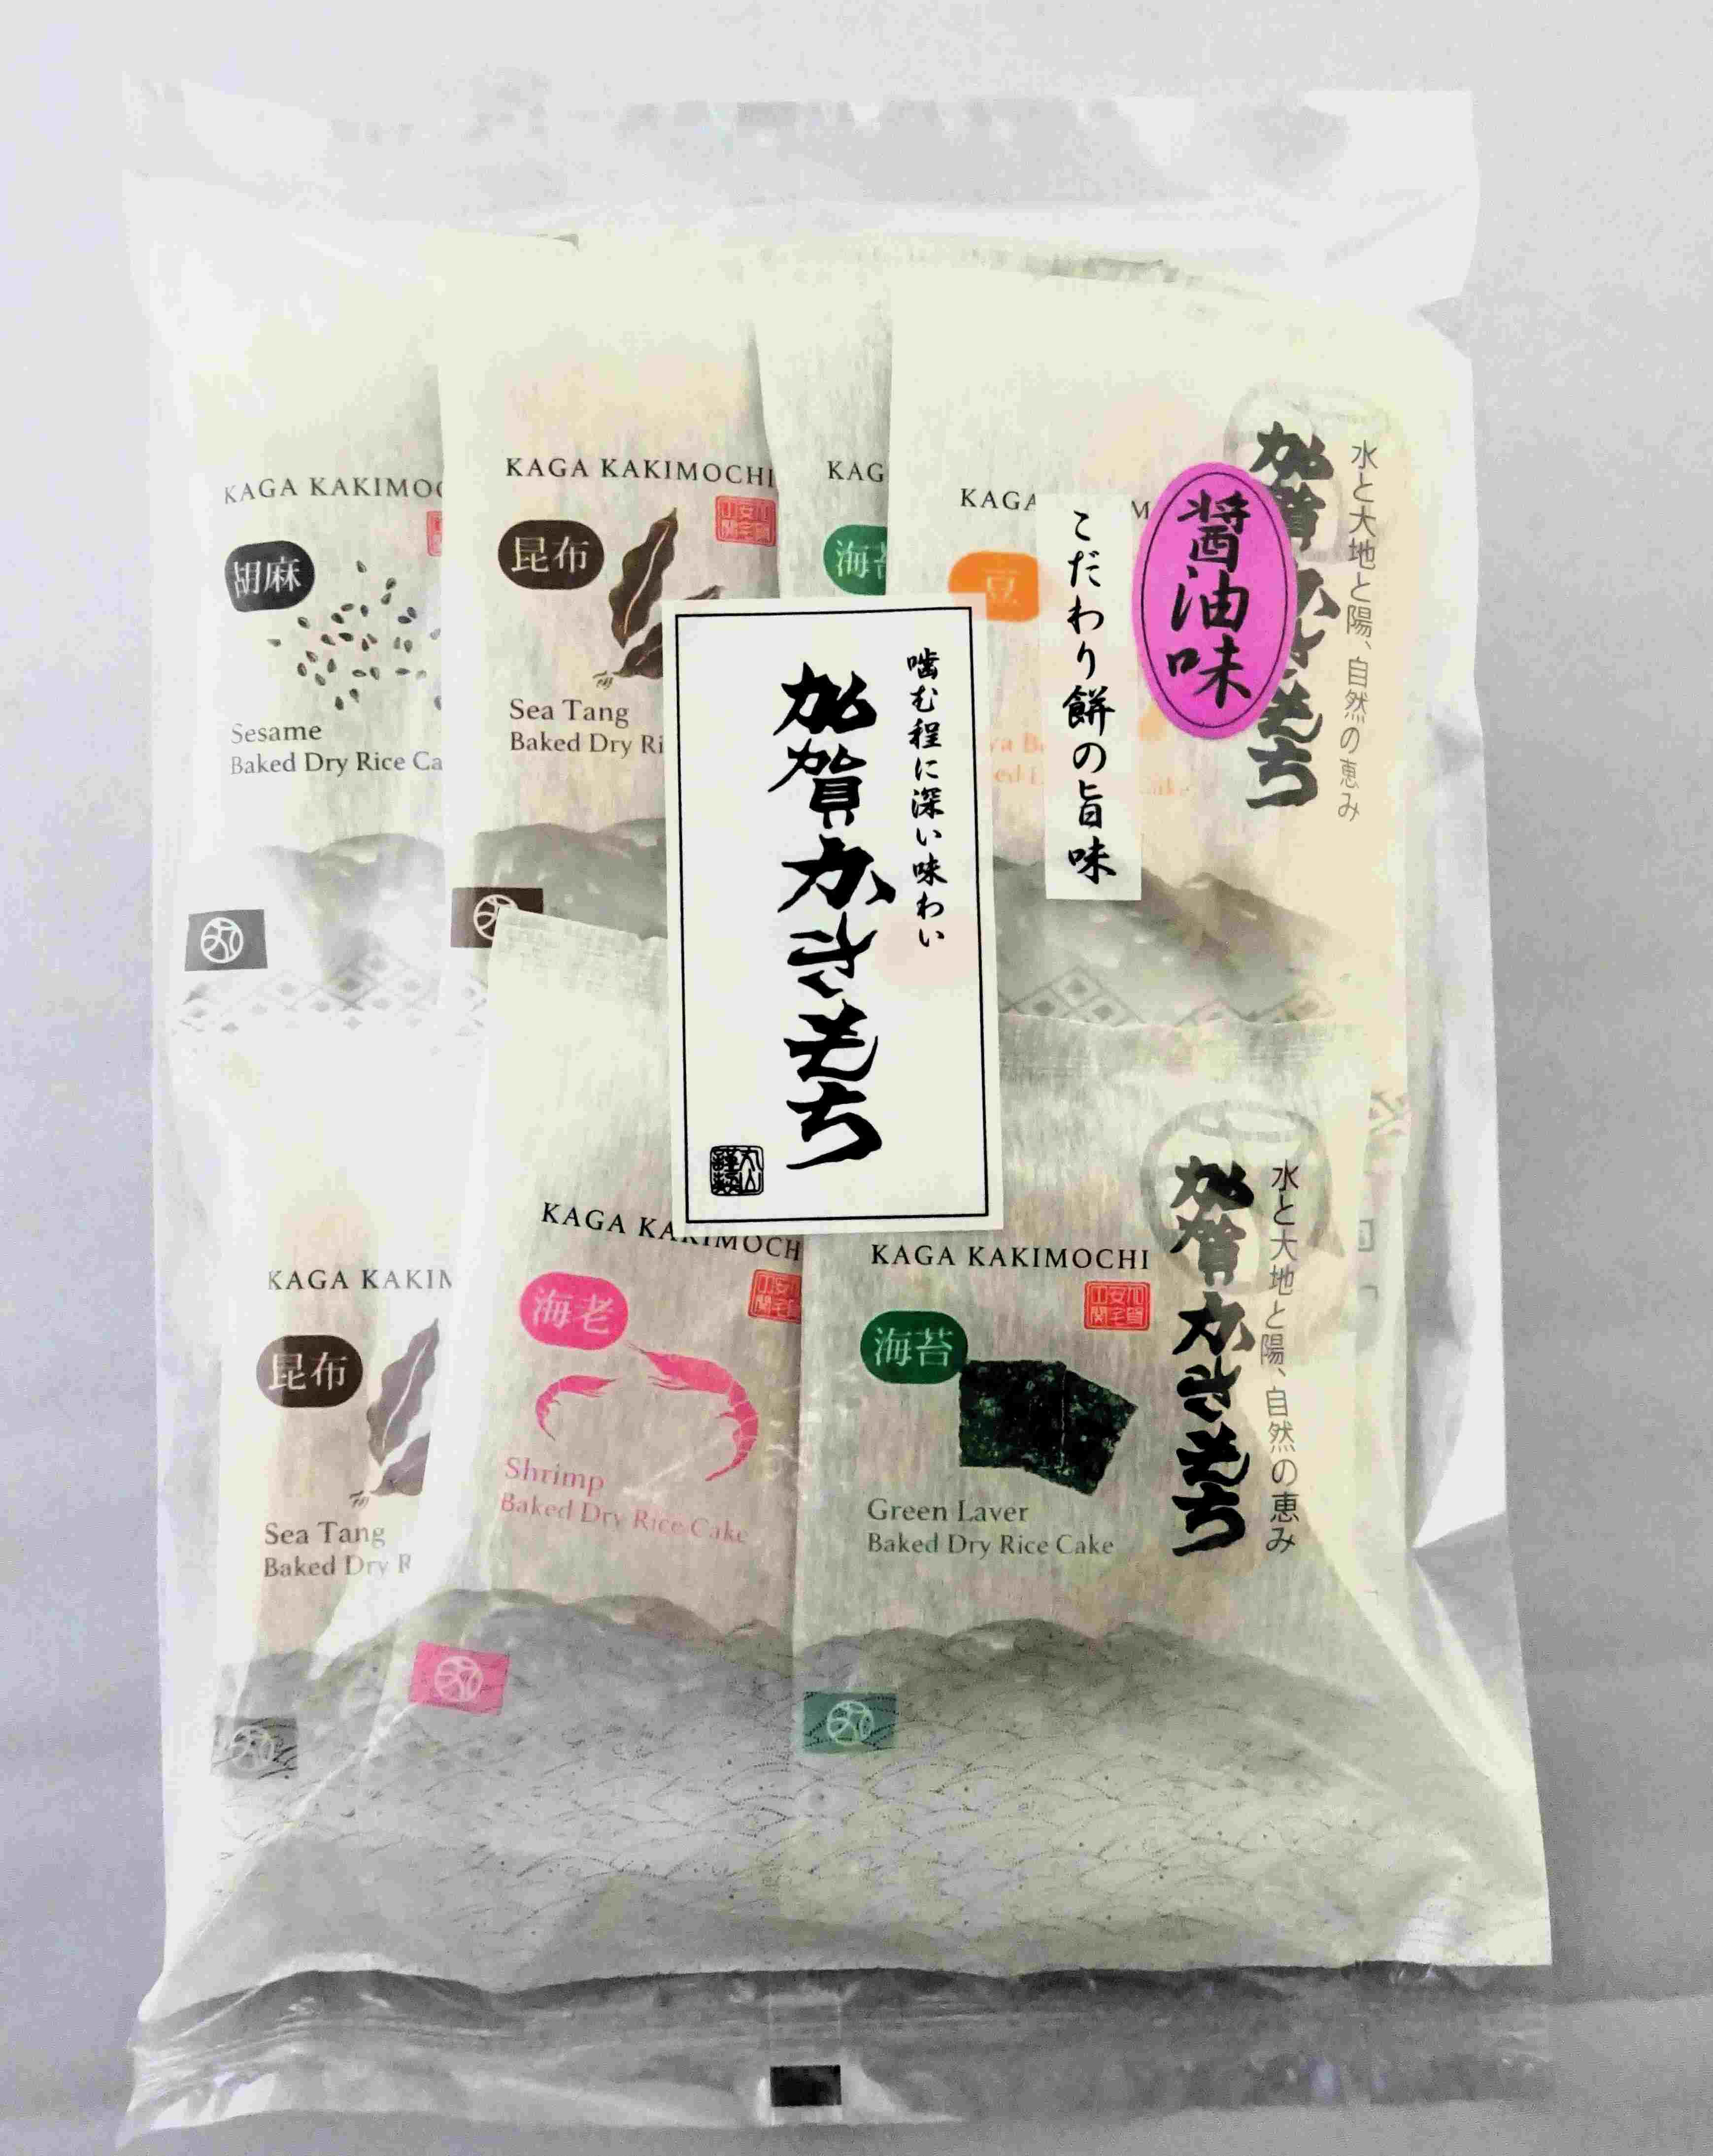 KAGA KAKIMOC
胡麻
Sesame
Baked Dry Rice Ca
KAGA KAKIMOCHI
昆布
Sea Tang
Baked Dry Ri
KAG
海苔
KAGA
M
豆
こだわり餅の旨味
醤油味
加賀かきもち
水と大地と陽、自然の恵み
噛む程に深い味わい
加賀かきもち
KAGA KAKIM
昆布
Sea Tang
Baked Dry R
KAGA KAKIMOCH
海老
Shrimp
Baked Dry Rice Cake
KAGA KAKIMOCHI
海苔
Green Laver
Baked Dry Rice Cake
加賀かきもち
水と大地と陽、自然の恵み